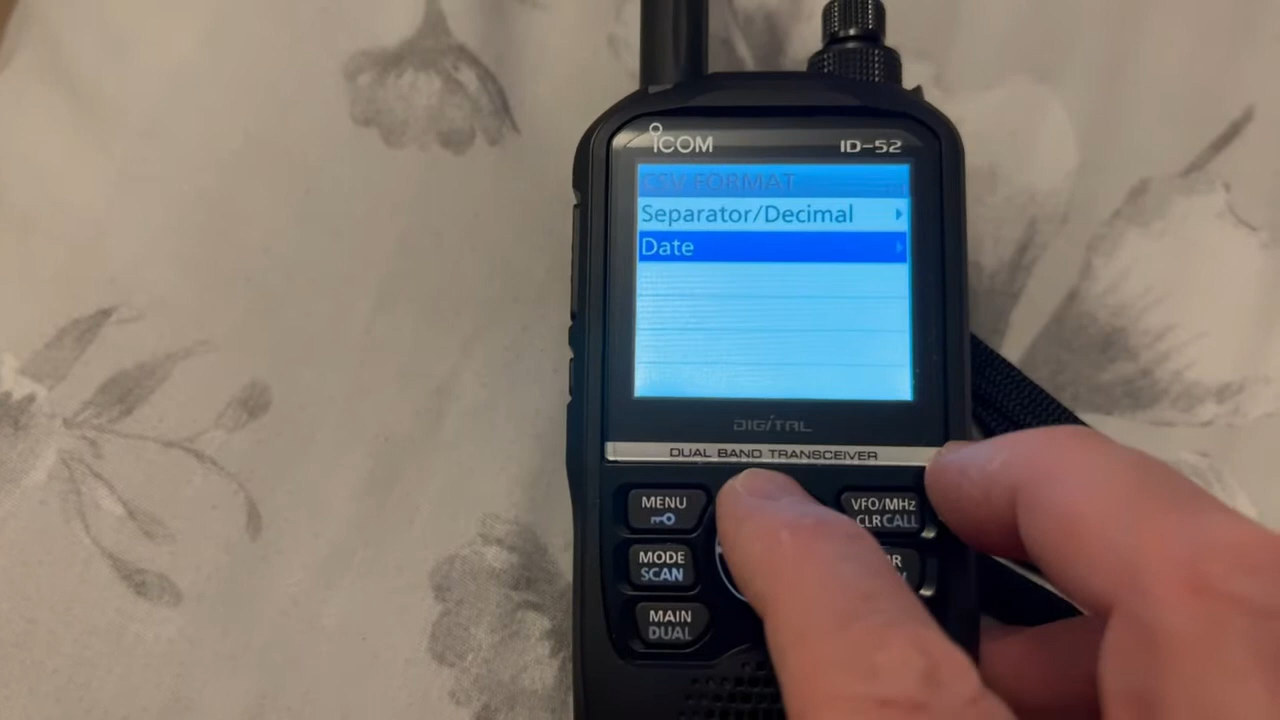 ICOM
ID-52
CSV FORMAT
Separator/Decimal
Date
DIGITAL
DUAL BAND TRANSCEIVER
MENU
VFO/MHz
CLR CALL
MODE
SCAN
MAIN
DUAL